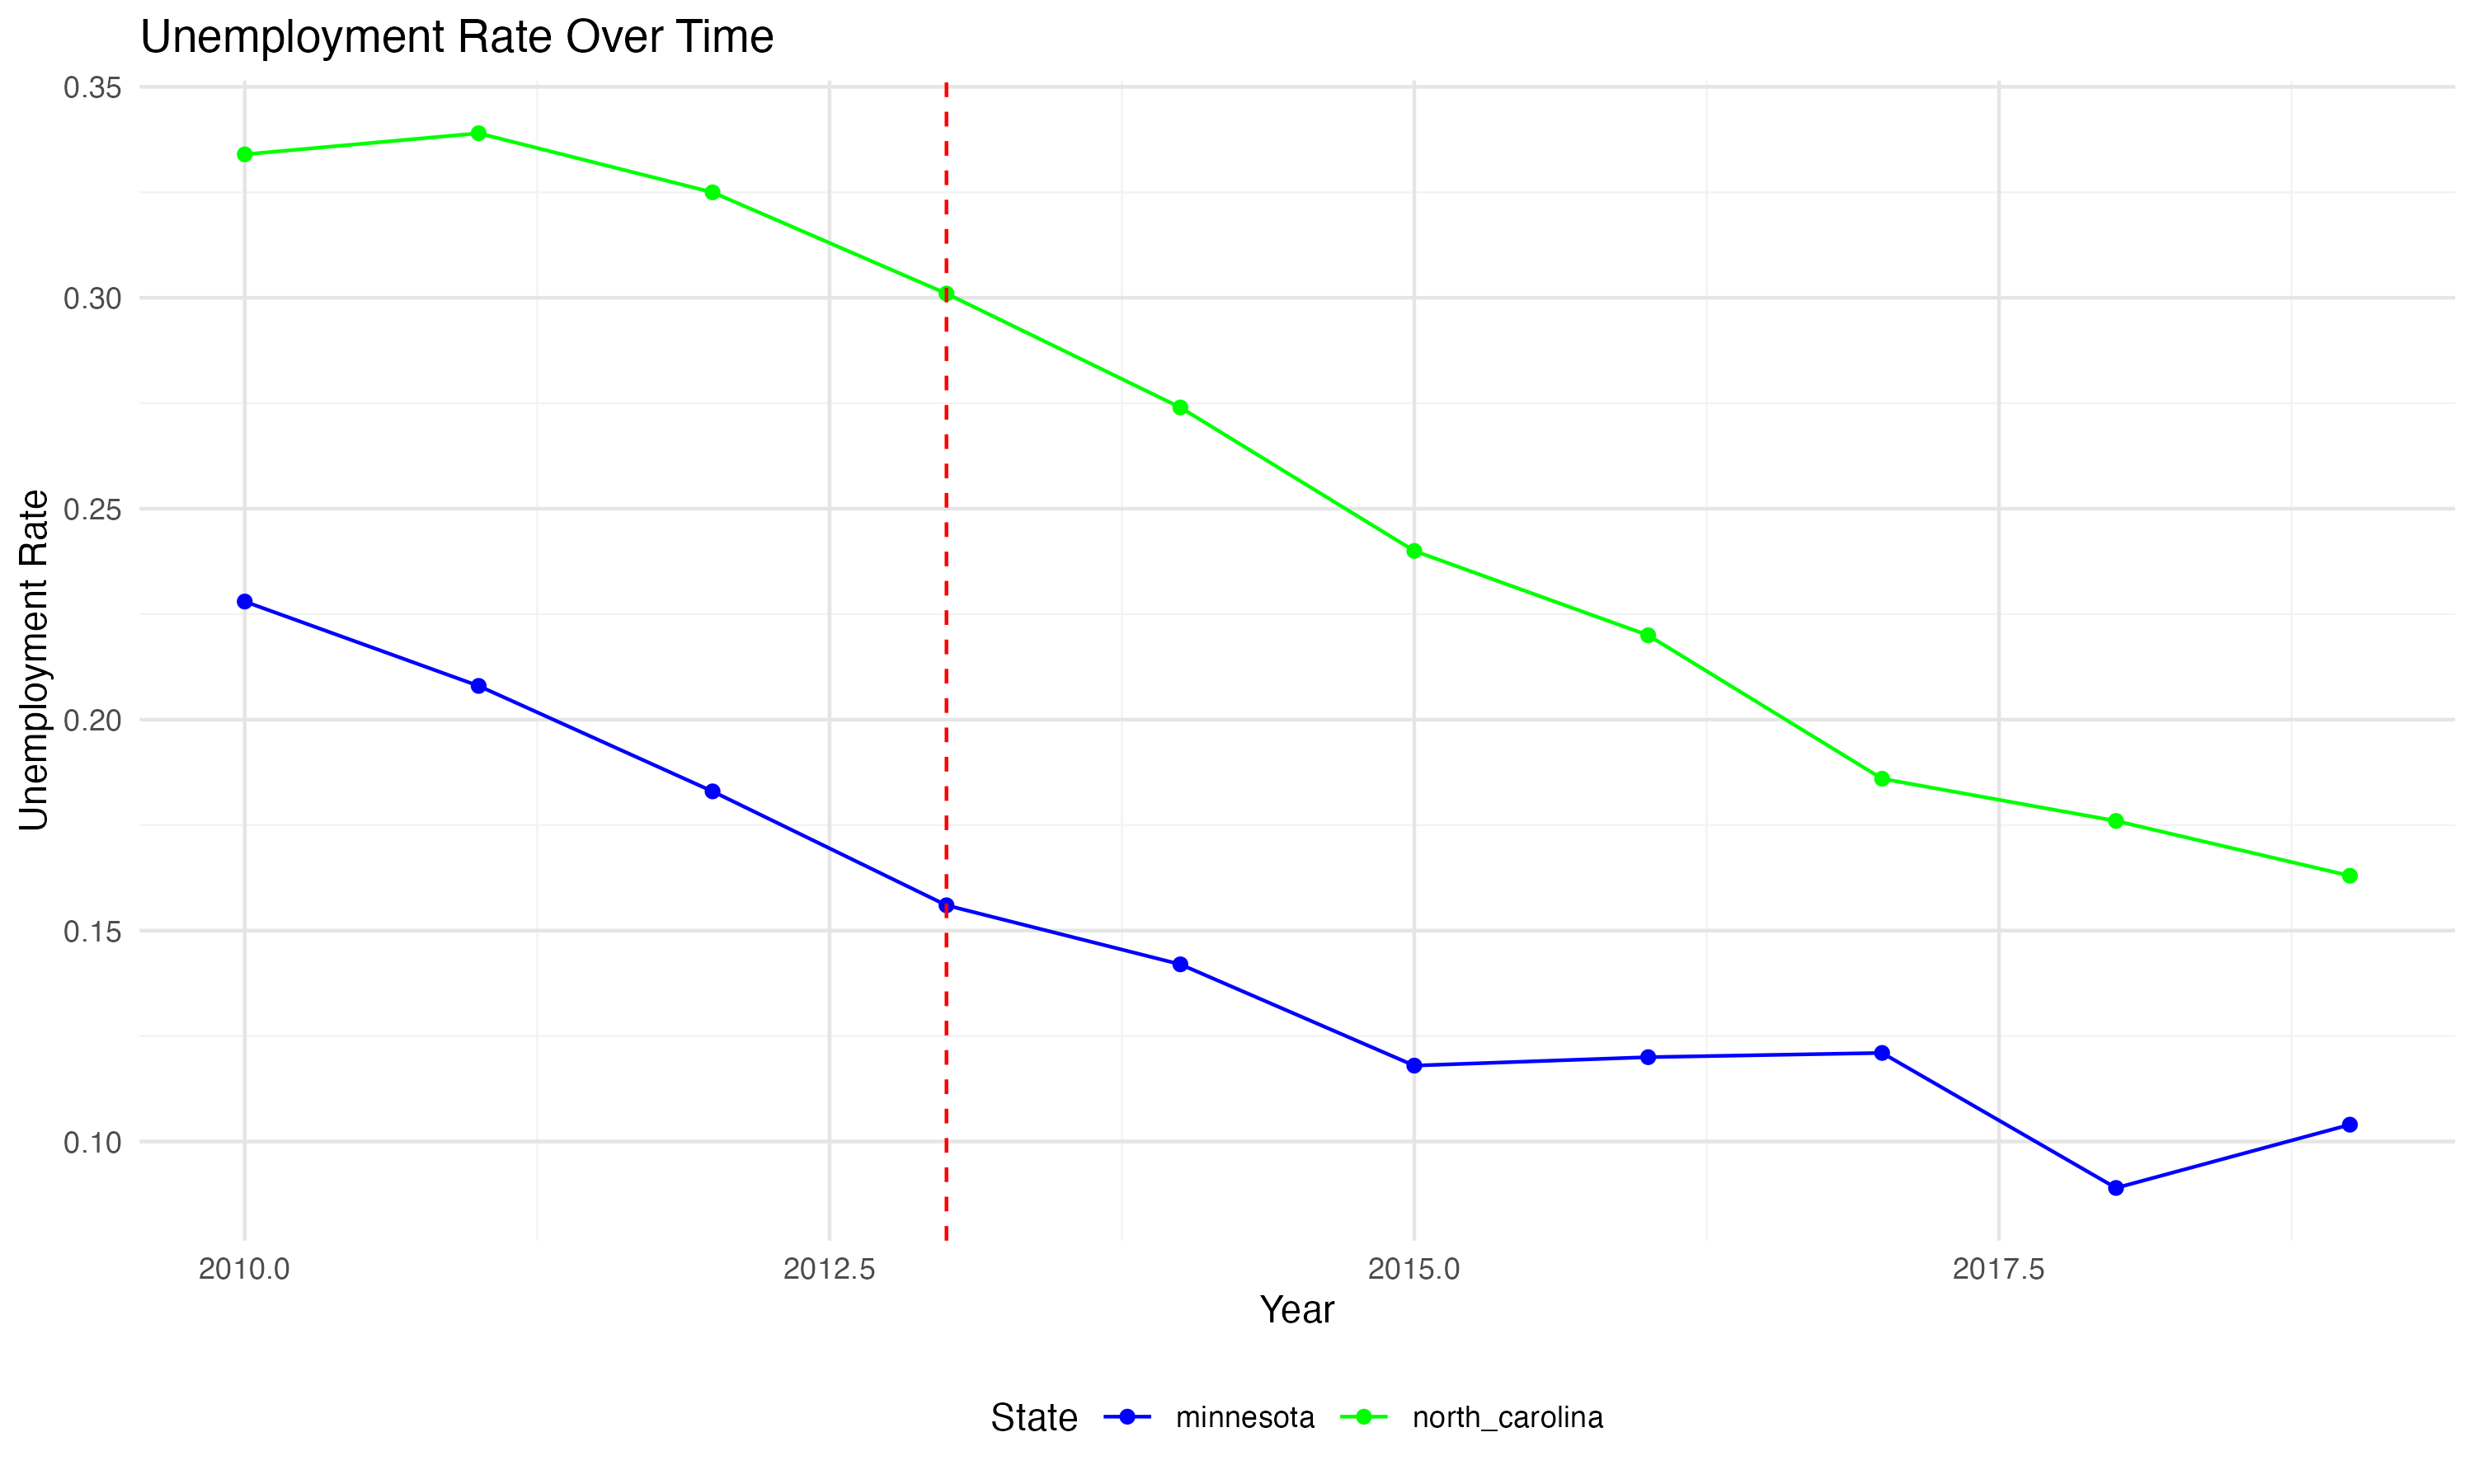 Unemployment Rate Over Time
Unemployment Rate
0.35
0.30
0.25
0.20
0.15
0.10
2010.0 2012.5 2015.0 2017.5
Year
State minnesota north_carolina